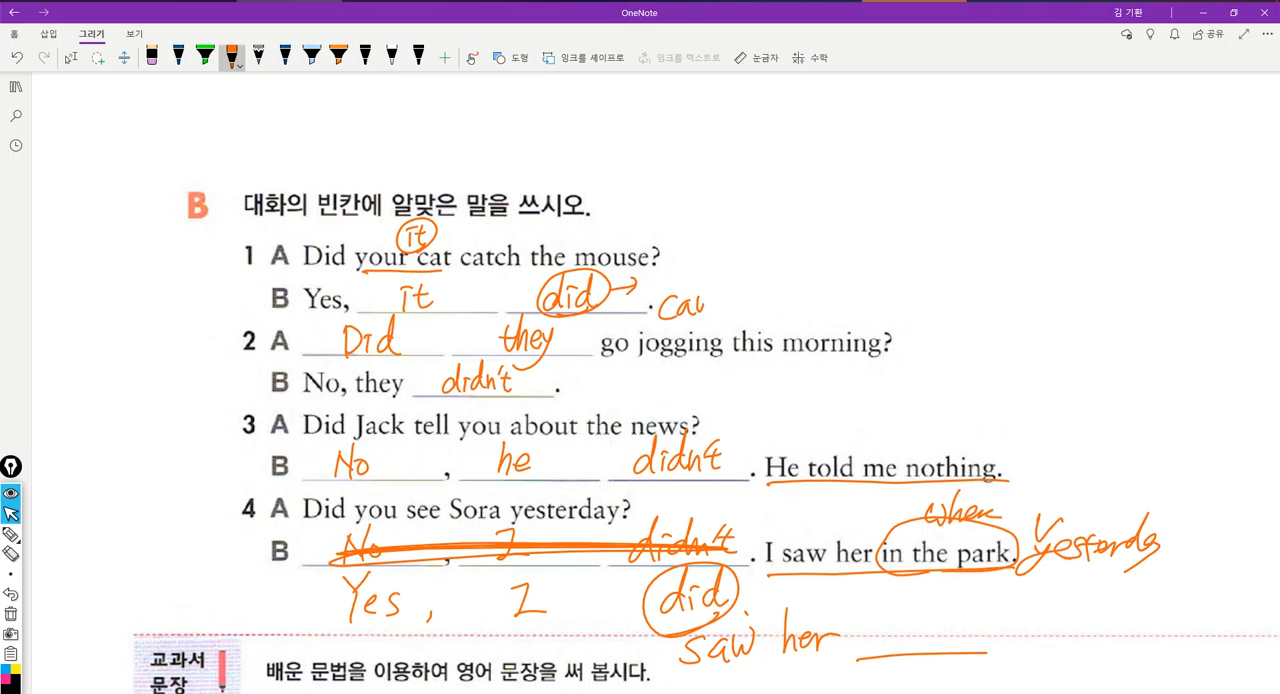 OneNote
김 기환
홈 삽입 그리기 보기
공유
도형 잉크를 셰이프로 잉크를 텍스트로 눈금자 수학
B 대화의 빈칸에 알맞은 말을 쓰시오.
it
1 A Did your cat catch the mouse?
B Yes, it did → .
cau
2 A Did they go jogging this morning?
B No, they didn't .
3 A Did Jack tell you about the news?
B No , he didn't . He told me nothing.
4 A Did you see Sora yesterday?
when
B No , I didn't . I saw her in the park. yesterday
Yes, I did
saw her
교과서
문장
배운 문법을 이용하여 영어 문장을 써 봅시다.